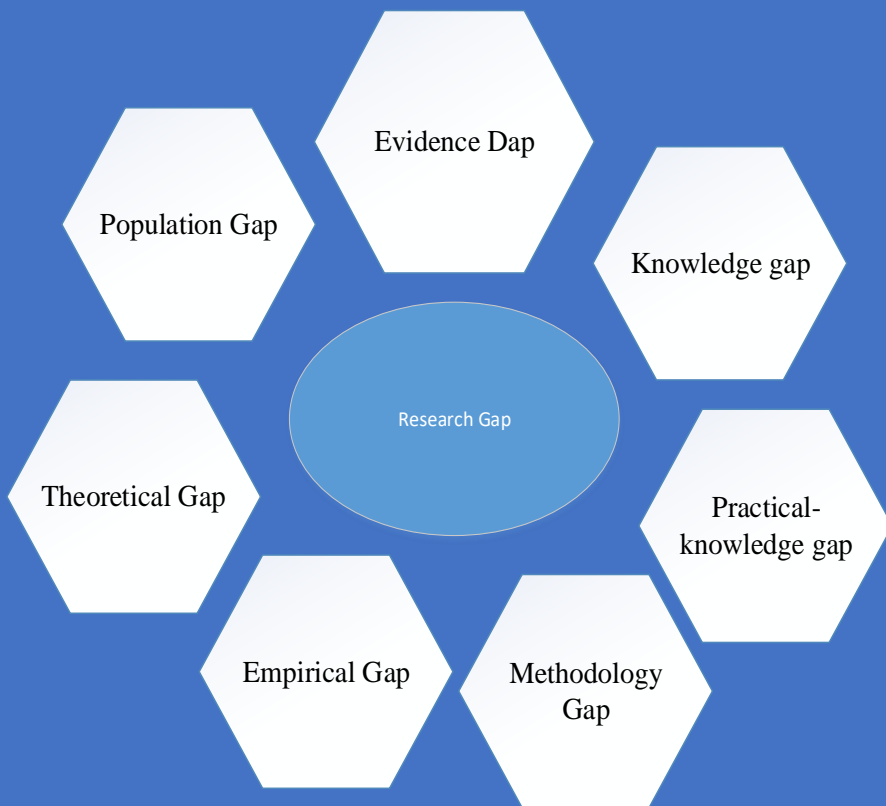 Evidence Dap
Population Gap
Knowledge gap
Research Gap
Theoretical Gap
Practical-
knowledge gap
Empirical Gap
Methodology
Gap